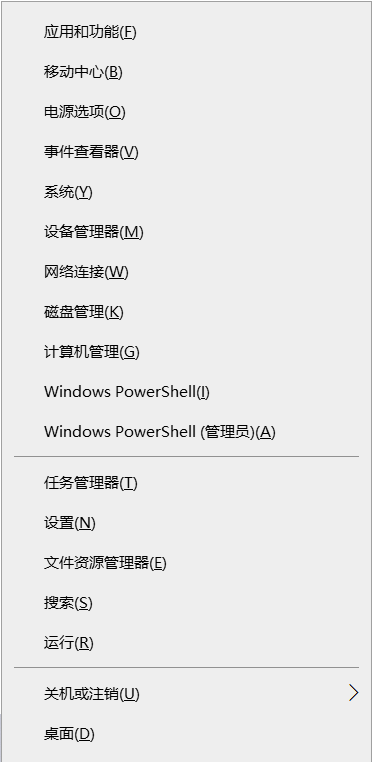 应用和功能(F)
移动中心(B)
电源选项(O)
事件查看器(V)
系统(Y)
设备管理器(M)
网络连接(W)
磁盘管理(K)
计算机管理(G)
Windows PowerShell(I)
Windows PowerShell (管理员)(A)
任务管理器(T)
设置(N)
文件资源管理器(E)
搜索(S)
运行(R)
关机或注销(U)
桌面(D)